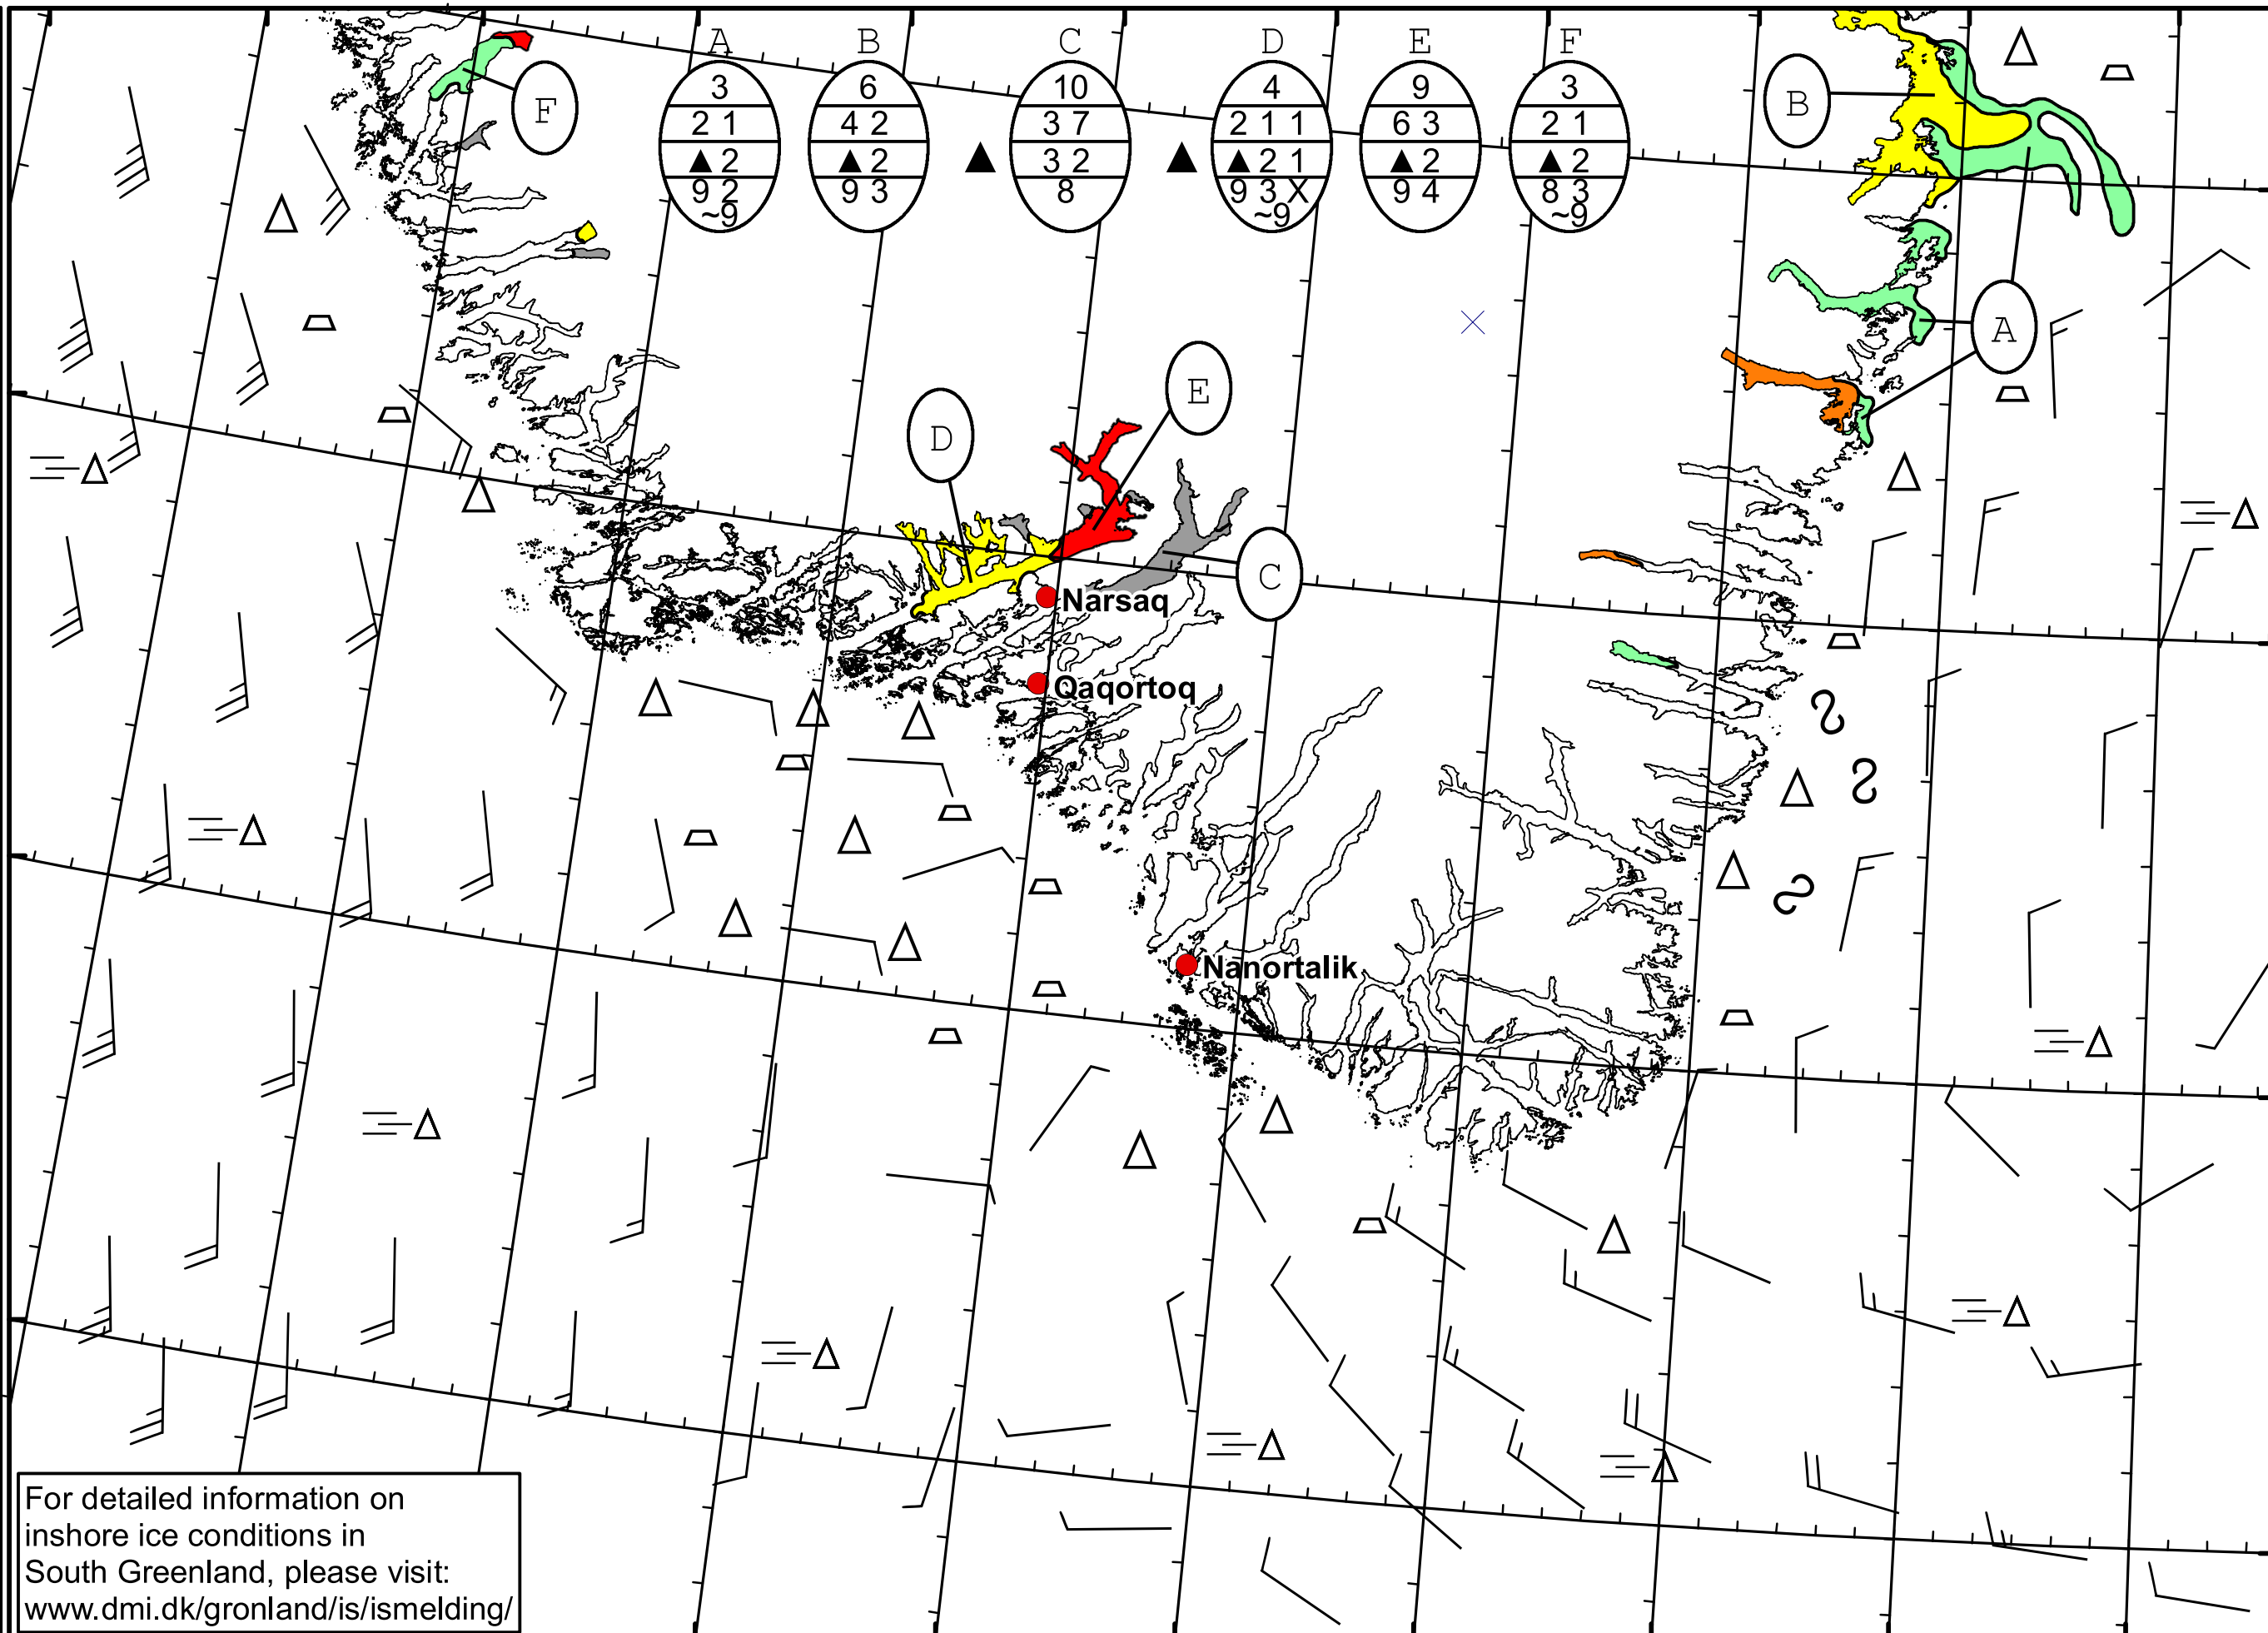 A B C D E F
3 6 10 4 9 3
2 1 4 2 3 7 2 1 1 6 3 2 1
▲ 2 ▲ 2 ▲ 3 2 ▲ ▲ 2 1 ▲ 2 ▲ 2
9 2 9 3 8 9 3 X 9 4 8 3
~9 ~9 ~9
F
B
A
E
D
C
Narsaq
Qaqortoq
Nanortalik
For detailed information on
inshore ice conditions in
South Greenland, please visit:
www.dmi.dk/gronland/is/ismelding/